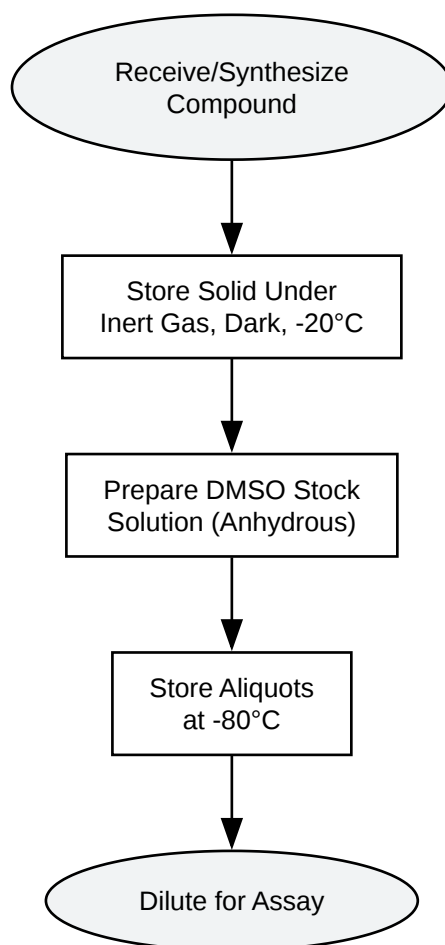 Receive/Synthesize
Compound
Store Solid Under
Inert Gas, Dark, -20°C
Prepare DMSO Stock
Solution (Anhydrous)
Store Aliquots
at -80°C
Dilute for Assay